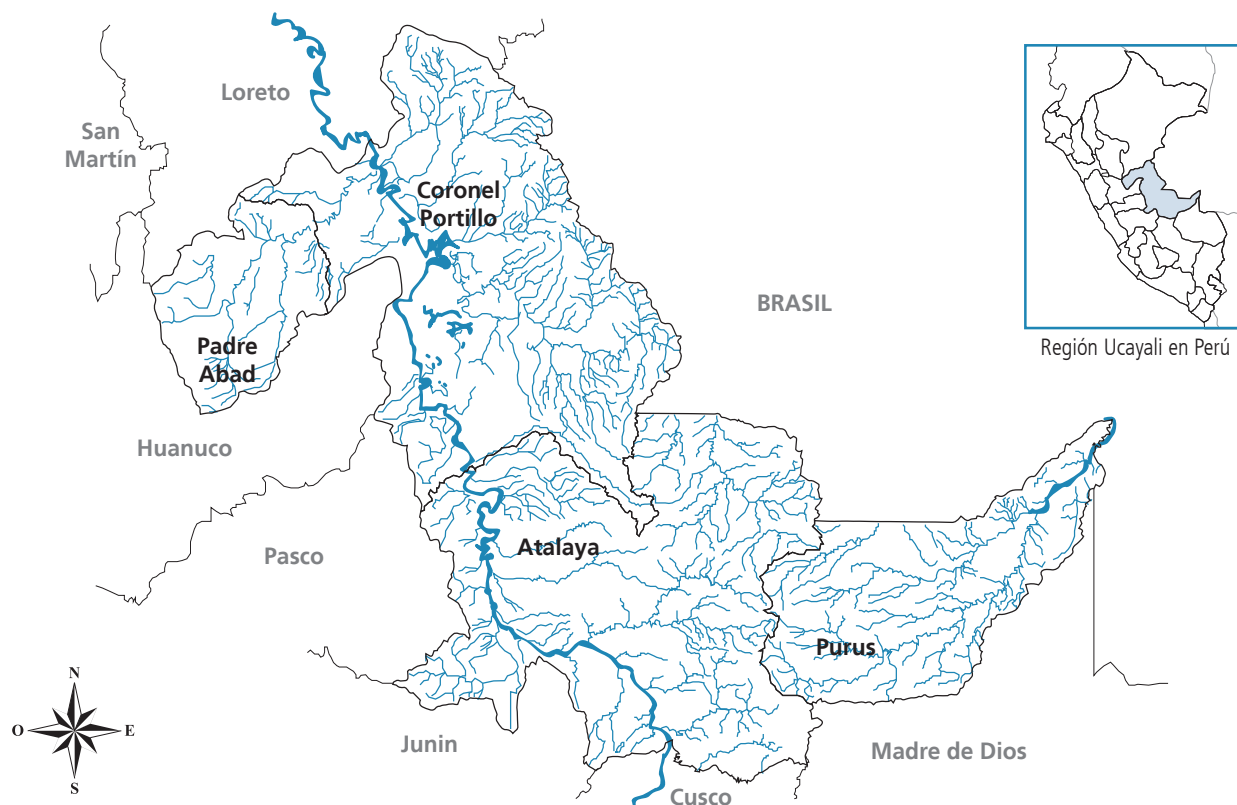 Loreto
San
Martín
Coronel
Portillo
BRASIL
Región Ucayali en Perú
Padre
Abad
Huanuco
Pasco
Atalaya
Purus
Junin
Madre de Dios
Cusco
N
O
E
S